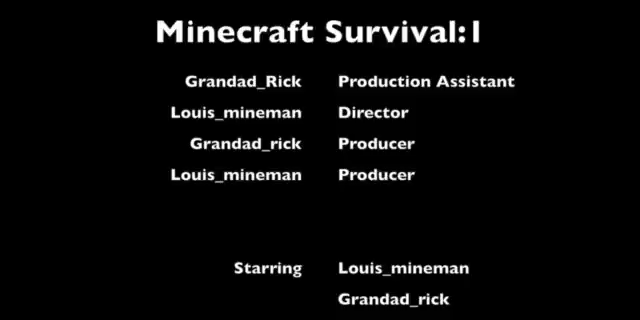 Minecraft Survival:1
Grandad_Rick Production Assistant
Louis_mineman Director
Grandad_rick Producer
Louis_mineman Producer
Starring Louis_mineman
Grandad_rick